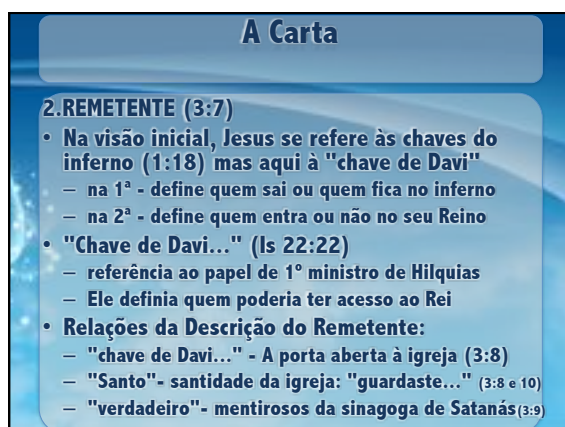 A Carta
2.REMETENTE (3:7)
• Na visão inicial, Jesus se refere às chaves do
inferno (1:18) mas aqui à "chave de Davi"
– na 1ª - define quem sai ou quem fica no inferno
– na 2ª - define quem entra ou não no seu Reino
• "Chave de Davi..." (Is 22:22)
– referência ao papel de 1º ministro de Hilquias
– Ele definia quem poderia ter acesso ao Rei
• Relações da Descrição do Remetente:
– "chave de Davi..." - A porta aberta à igreja (3:8)
– "Santo"- santidade da igreja: "guardaste..." (3:8 e 10)
– "verdadeiro"- mentirosos da sinagoga de Satanás(3:9)